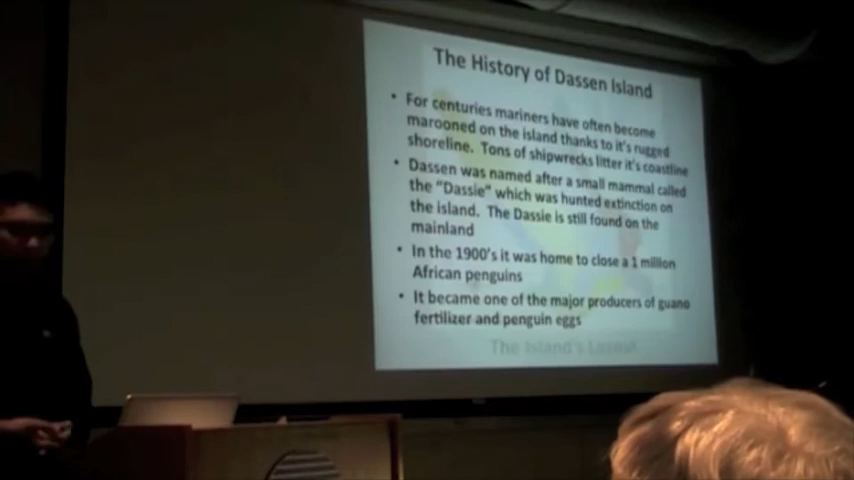 The History of Dassen Island
• For centuries mariners have often become
marooned on the island thanks to it's rugged
shoreline. Tons of shipwrecks litter it's coastline
• Dassen was named after a small mammal called
the "Dassie" which was hunted extinction on
the island. The Dassie is still found on the
mainland
• In the 1900's it was home to close a 1 million
African penguins
• It became one of the major producers of guano
fertilizer and penguin eggs
The Island's